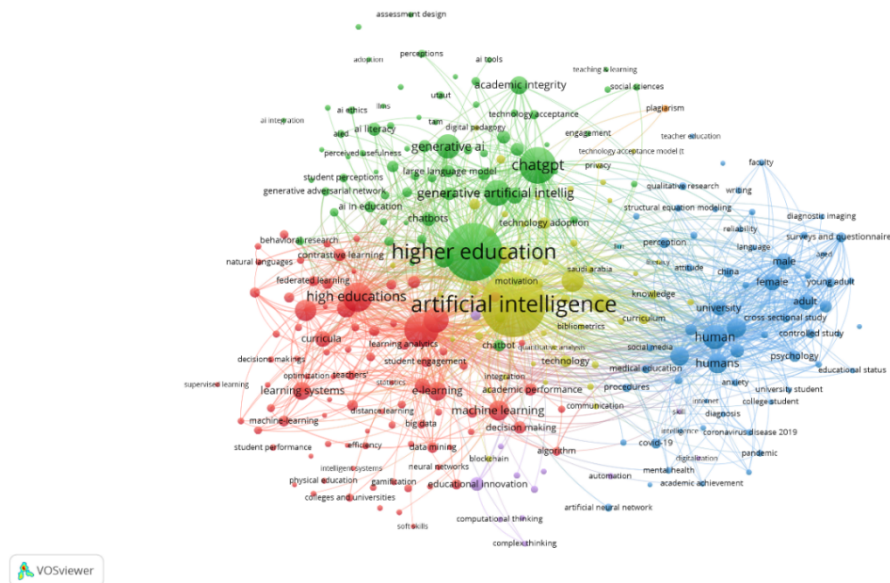 assessment design
adoption
perceptions
ai tools
academic integrity
teaching & learning
social sciences
utaut
ai ethics
llms
plagiarism
technology acceptance
tam
digital pedagogy
ai integration
ai literacy
aied
engagement
teacher education
generative ai
perceived usefulness
technology acceptance model (t
chatgpt
privacy
faculty
large language model
student perceptions
qualitative research
generative adversarial network
generative artificial intellig
writing
ai in education
structural equation modeling
diagnostic imaging
chatbots
technology adoption
reliability
behavioral research
perception
language
surveys and questionnaire
higher education
contrastive learning
natural languages
aged
male
saudi arabia
attitude
china
federated learning
motivation
female
young adult
high educations
artificial intelligence
knowledge
university
adult
curriculum
cross sectional study
bibliometrics
curricula
learning analytics
chatbot
quantitative analysis
social media
human
controlled study
decisions makings
student engagement
technology
medical education
humans
psychology
educational status
optimization
teachers'
integration
supervised learning
statistics
academic performance
procedures
anxiety
university student
learning systems
e-learning
internet
college student
distance learning
machine learning
communication
skill
machine-learning
big data
decision making
intelligence
diagnosis
coronavirus disease 2019
student performance
efficiency
data mining
algorithm
covid-19
digitalization
pandemic
intelligent systems
neural networks
blockchain
mental health
physical education
gamification
educational innovation
automation
academic achievement
colleges and universities
artificial neural network
soft skills
computational thinking
complex thinking
VOSviewer